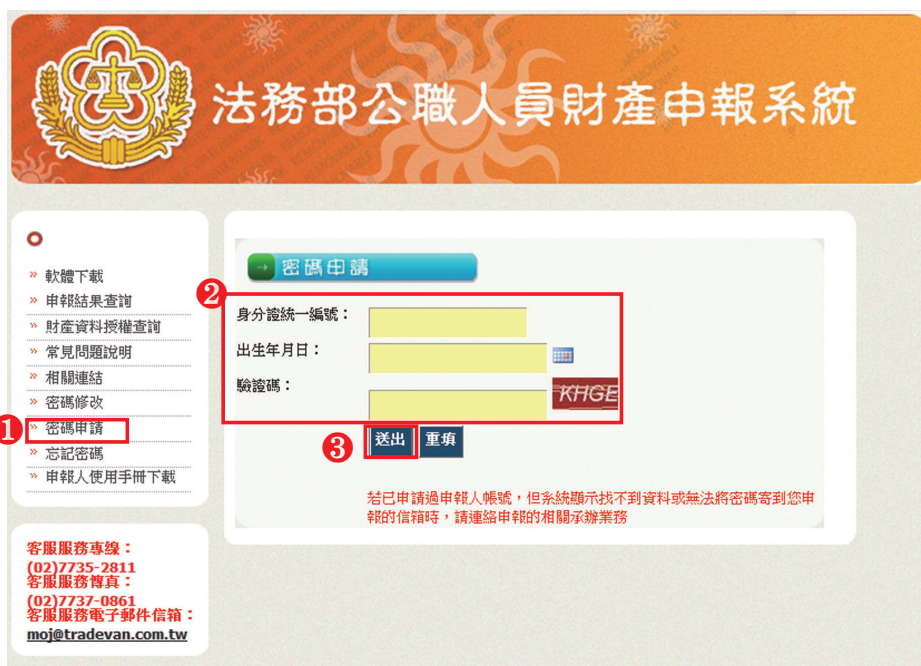 法務部公職人員財產申報系統
» 軟體下載
» 申報結果查詢
» 財產資料授權查詢
» 常見問題說明
» 相關連結
» 密碼修改
1 » 密碼申請
» 忘記密碼
» 申報人使用手冊下載
密碼申請
2
身分證統一編號：
出生年月日：
驗證碼：
KHGE
3 送出 重填
若已申請過申報人帳號，但系統顯示找不到資料或無法將密碼寄到您申
報的信箱時，請連絡申報的相關承辦業務
客服服務專線：
(02)7735-2811
客服服務傳真：
(02)7737-0861
客服服務電子郵件信箱：
moj@tradevan.com.tw